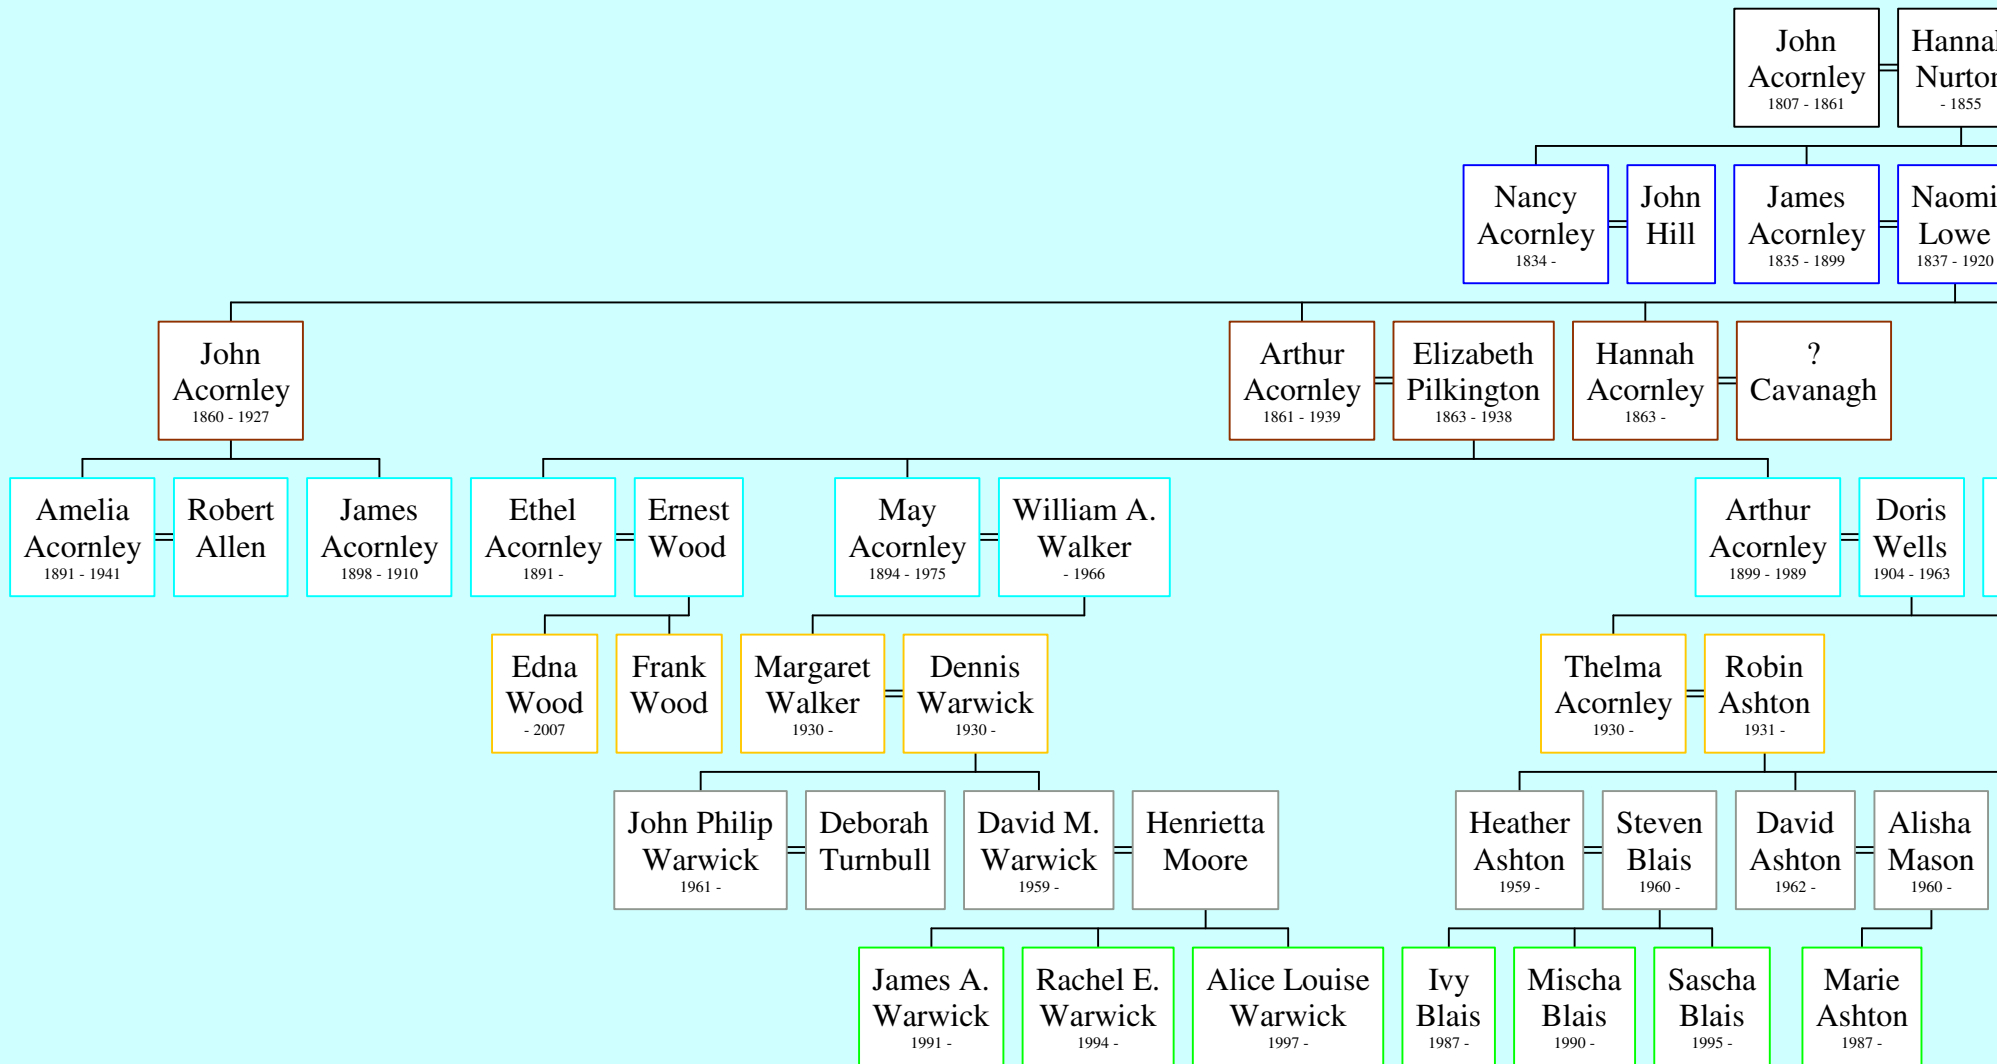 John
Acornley
1807 - 1861
Hannah
Nurton
- 1855
Nancy
Acornley
1834 -
John
Hill
James
Acornley
1835 - 1899
Naomi
Lowe
1837 - 1920
John
Acornley
1860 - 1927
Arthur
Acornley
1861 - 1939
Elizabeth
Pilkington
1863 - 1938
Hannah
Acornley
1863 -
?
Cavanagh
Amelia
Acornley
1891 - 1941
Robert
Allen
James
Acornley
1898 - 1910
Ethel
Acornley
1891 -
Ernest
Wood
May
Acornley
1894 - 1975
William A.
Walker
- 1966
Arthur
Acornley
1899 - 1989
Doris
Wells
1904 - 1963
Edna
Wood
- 2007
Frank
Wood
Margaret
Walker
1930 -
Dennis
Warwick
1930 -
Thelma
Acornley
1930 -
Robin
Ashton
1931 -
John Philip
Warwick
1961 -
Deborah
Turnbull
David M.
Warwick
1959 -
Henrietta
Moore
Heather
Ashton
1959 -
Steven
Blais
1960 -
David
Ashton
1962 -
Alisha
Mason
1960 -
James A.
Warwick
1991 -
Rachel E.
Warwick
1994 -
Alice Louise
Warwick
1997 -
Ivy
Blais
1987 -
Mischa
Blais
1990 -
Sascha
Blais
1995 -
Marie
Ashton
1987 -